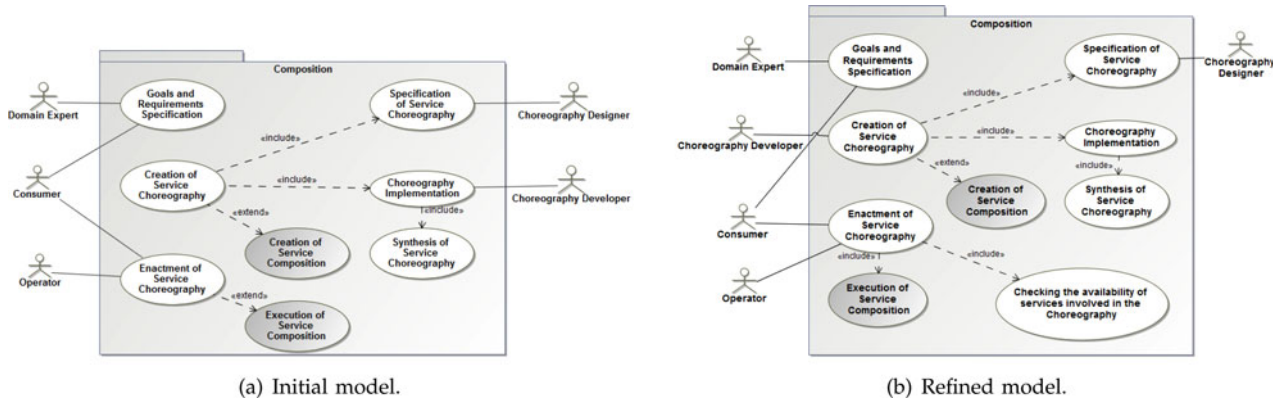 Composition
Domain Expert
Goals and
Requirements
Specification
Specification
of Service
Choreography
Choreography Designer
«include»
Consumer
Creation of
Service
Choreography
«include»
Choreography
Implementation
Choreography Developer
«extend»
«include»
Creation of
Service
Composition
Synthesis of
Service
Choreography
Operator
Enactment of
Service
Choreography
«extend»
Execution of
Service
Composition
(a) Initial model.
Composition
Domain Expert
Goals and
Requirements
Specification
Specification of
Service
Choreography
Choreography
Designer
«include»
Choreography Developer
Creation of
Service
Choreography
«include»
Choreography
Implementation
«extend»
«include»
Creation of
Service
Composition
Synthesis of
Service
Choreography
Consumer
Enactment of
Service
Choreography
«include»
«include»
Operator
Execution of
Service
Composition
Checking the availability of
services involved in the
Choreography
(b) Refined model.